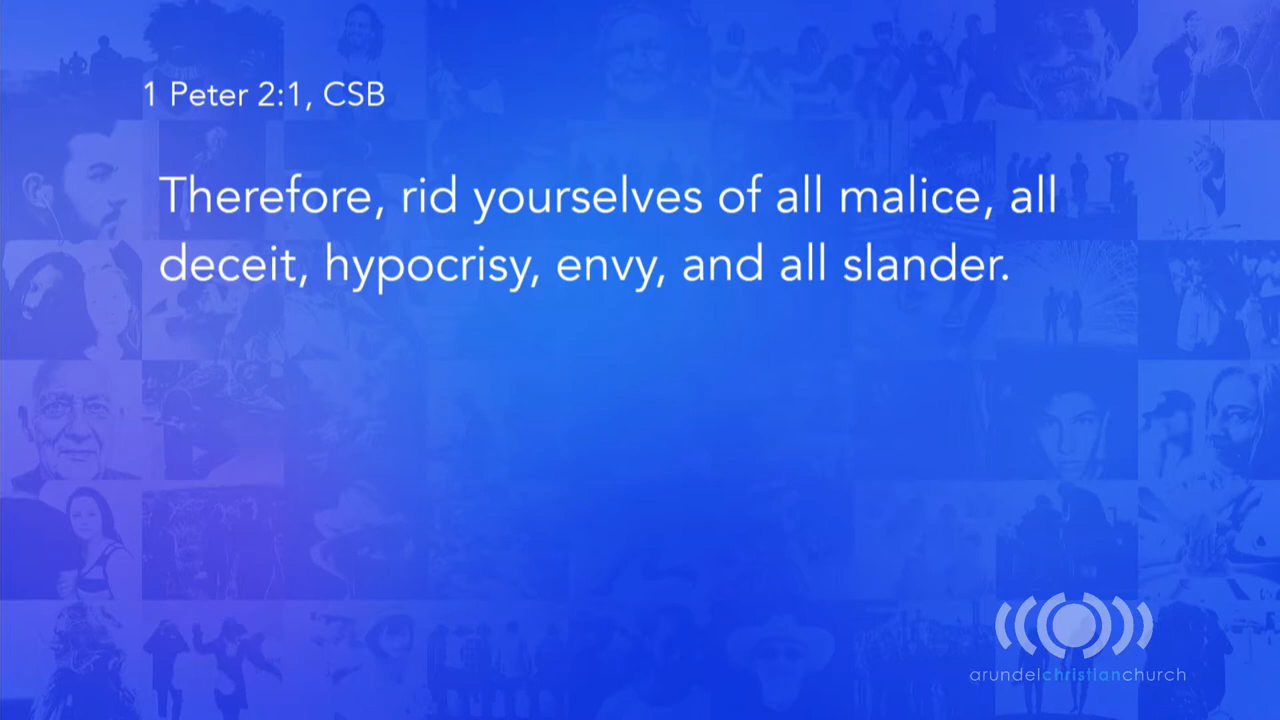 1 Peter 2:1, CSB
Therefore, rid yourselves of all malice, all
deceit, hypocrisy, envy, and all slander.
arundelchristianchurch